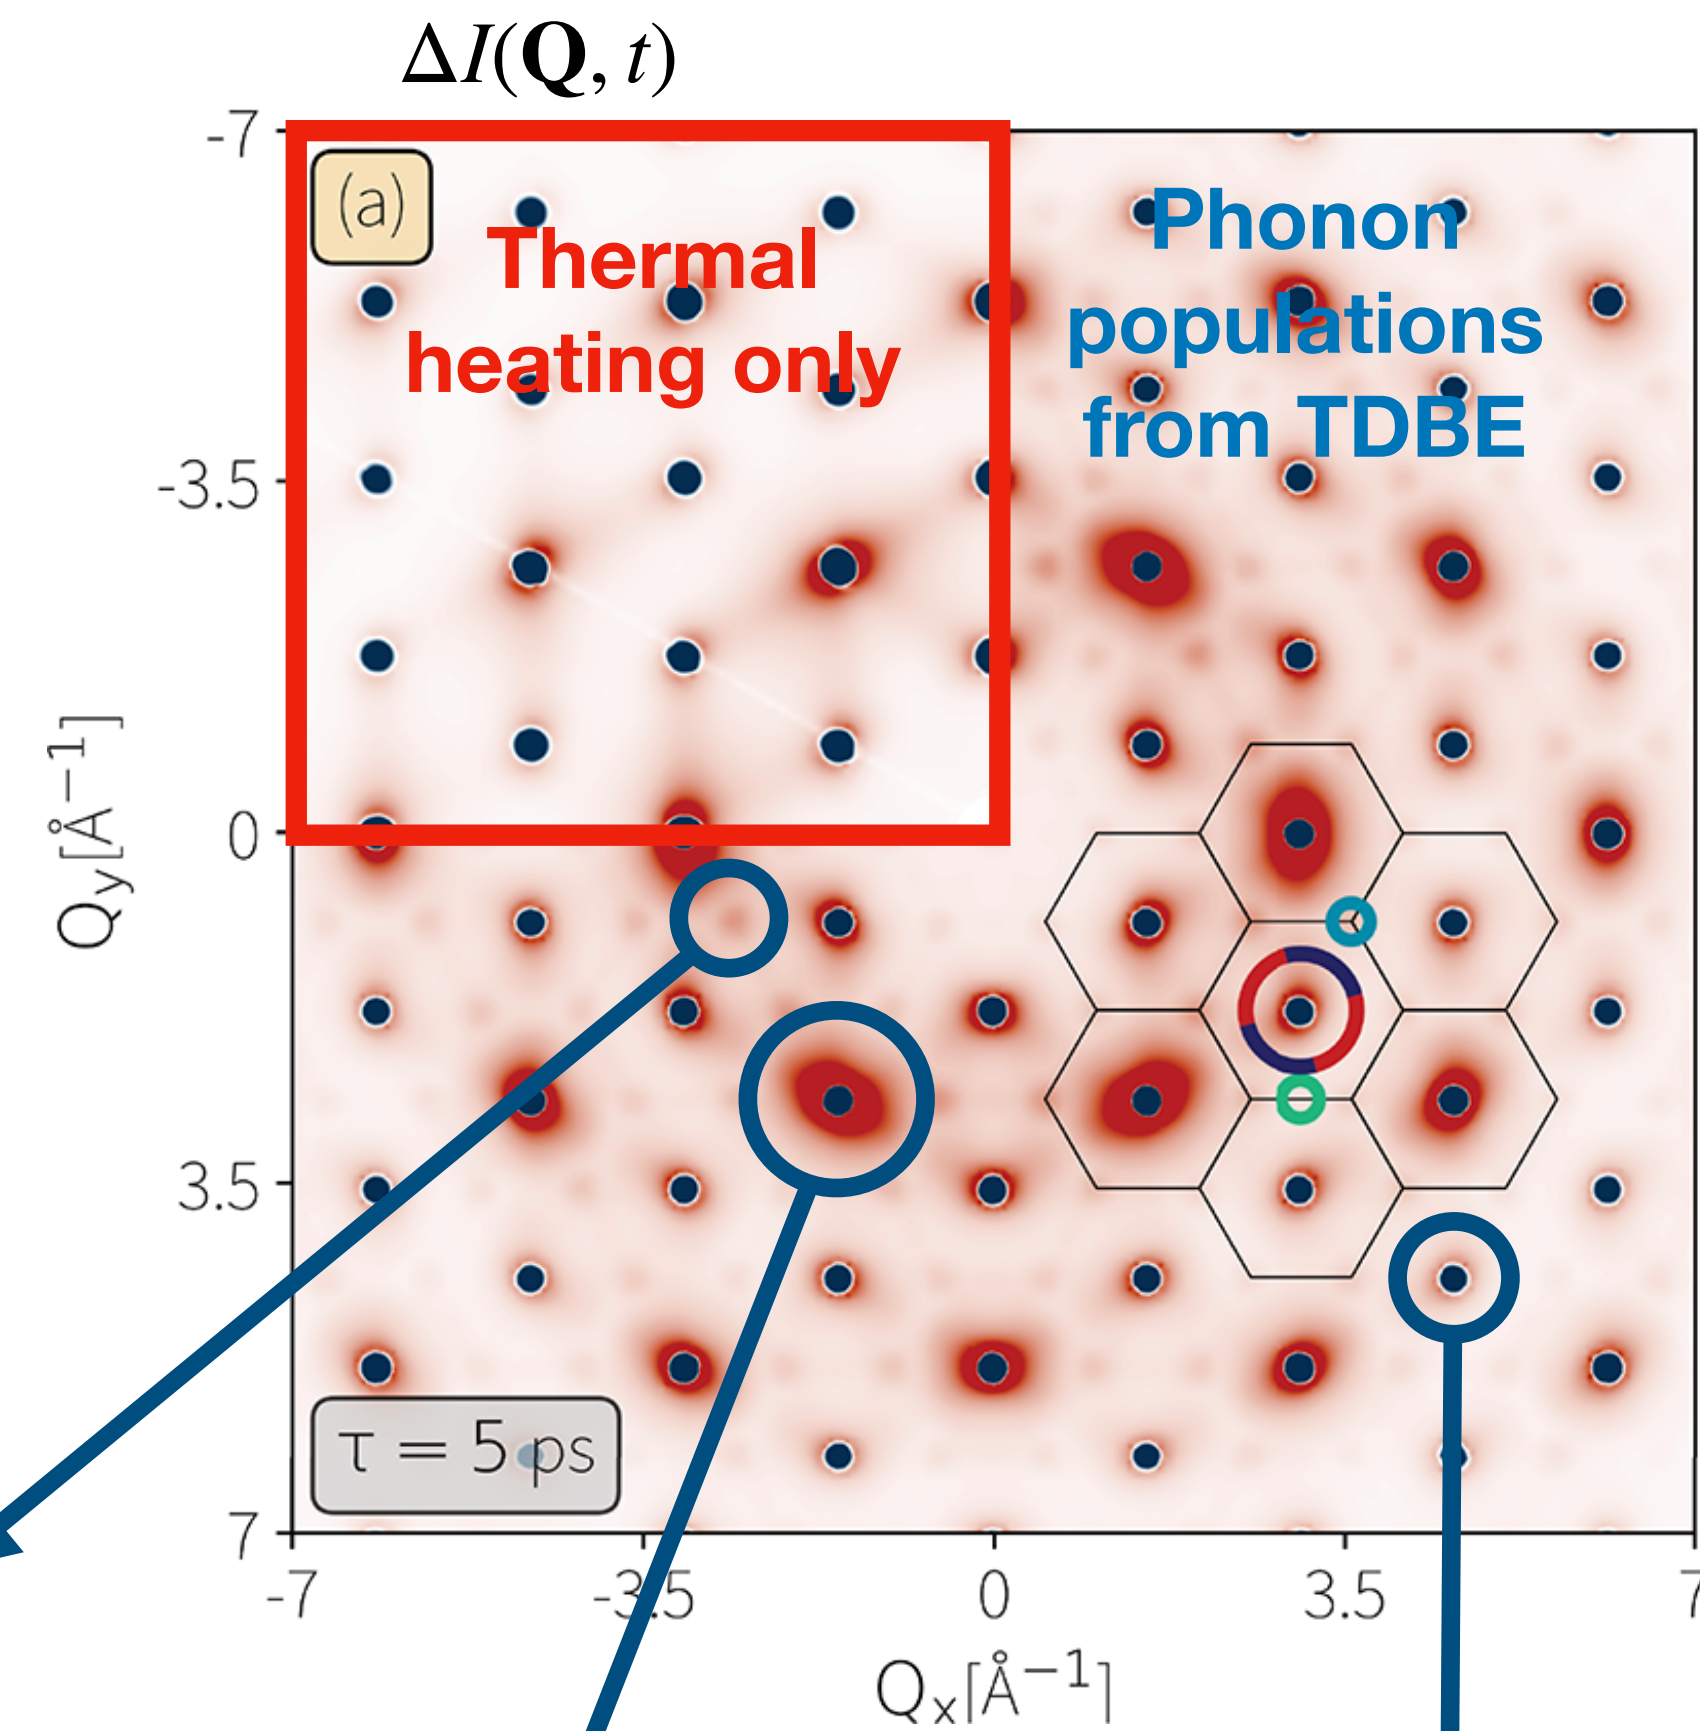 ΔI(Q, t)
(a)
Thermal
heating only
Phonon
populations
from TDBE
-7
-3.5
0
3.5
7
Qy[Å−1]
τ = 5 ps
-7
-3.5
0
3.5
7
Qx[Å−1]